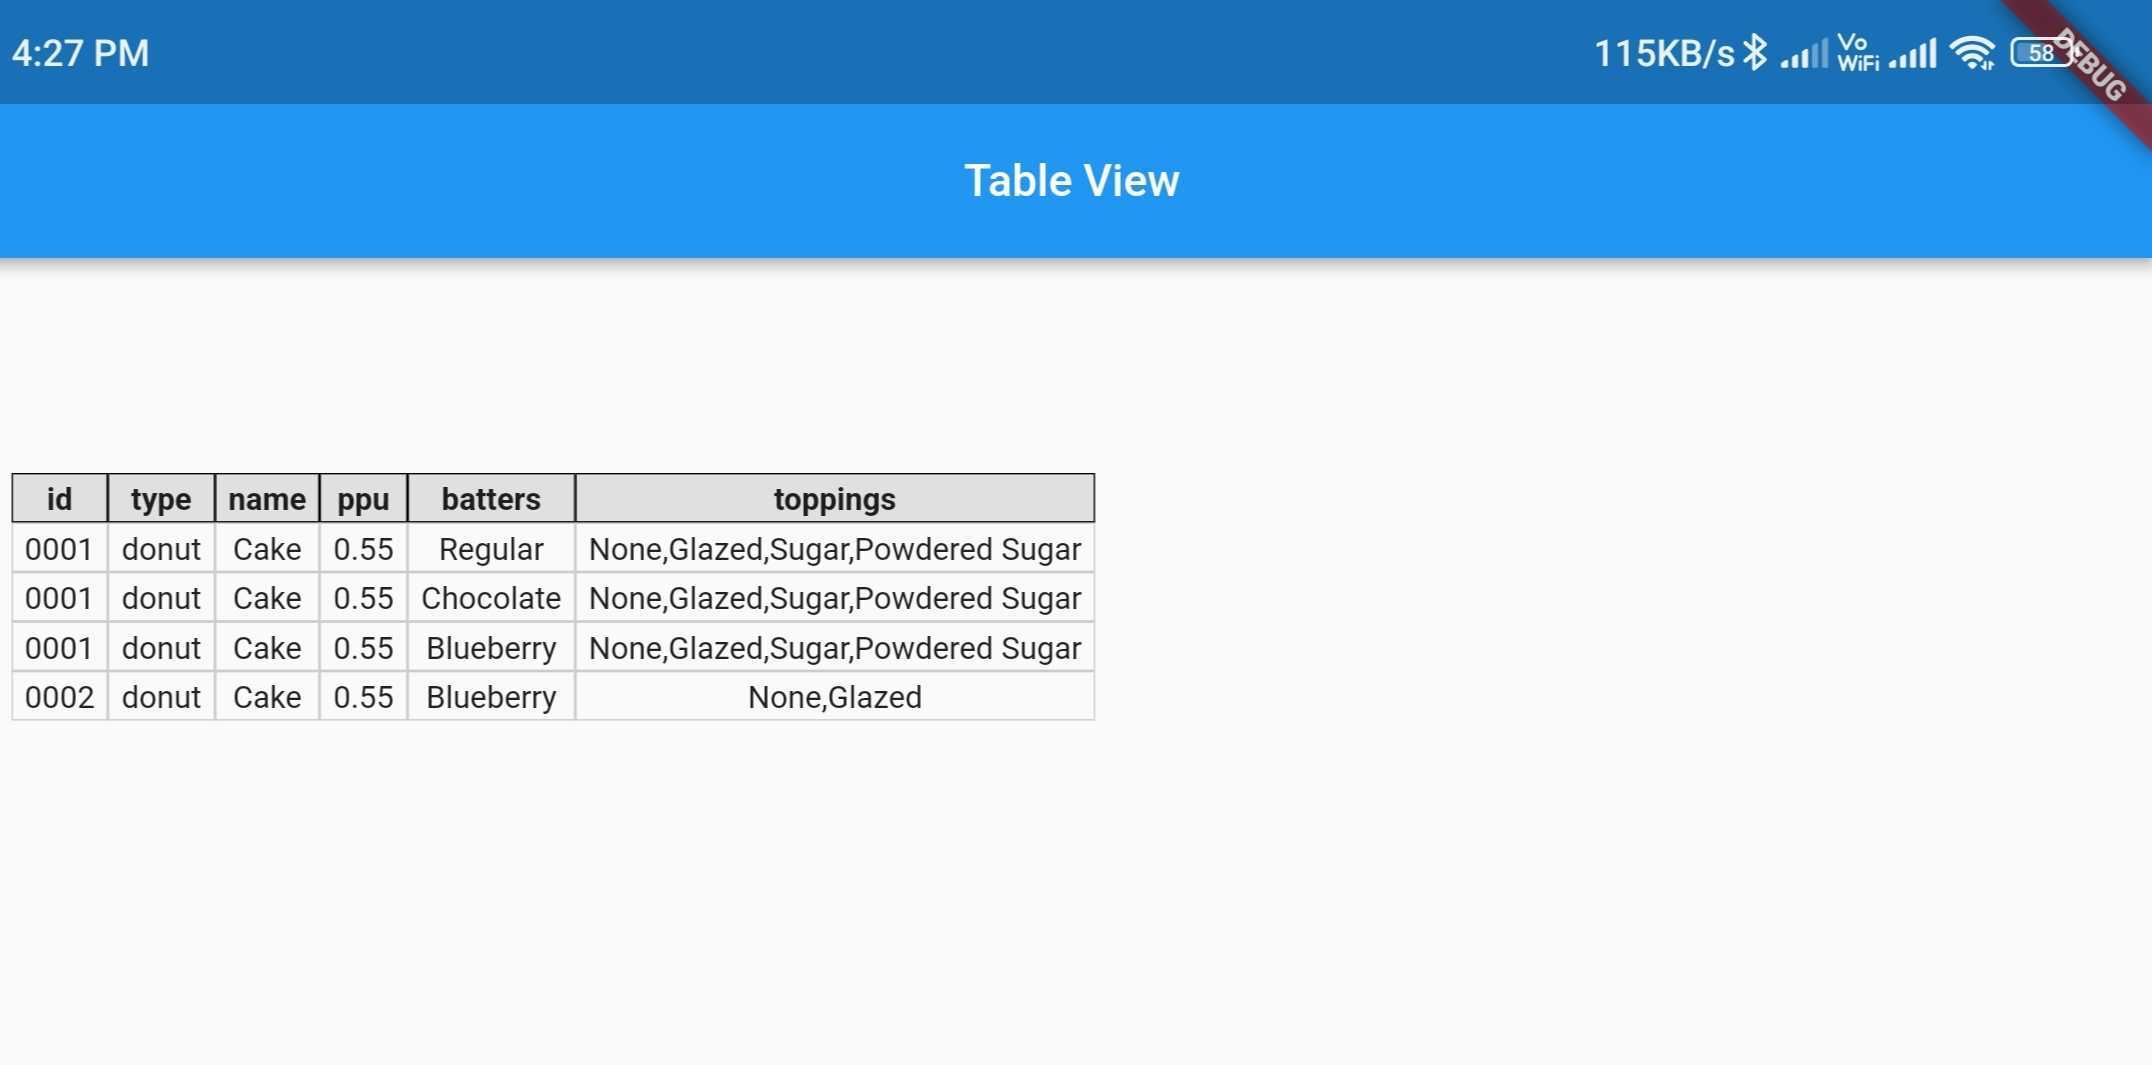 4:27 PM 115KB/s Vo WiFi 58 DEBUG
Table View
id type name ppu batters toppings
0001 donut Cake 0.55 Regular None,Glazed,Sugar,Powdered Sugar
0001 donut Cake 0.55 Chocolate None,Glazed,Sugar,Powdered Sugar
0001 donut Cake 0.55 Blueberry None,Glazed,Sugar,Powdered Sugar
0002 donut Cake 0.55 Blueberry None,Glazed